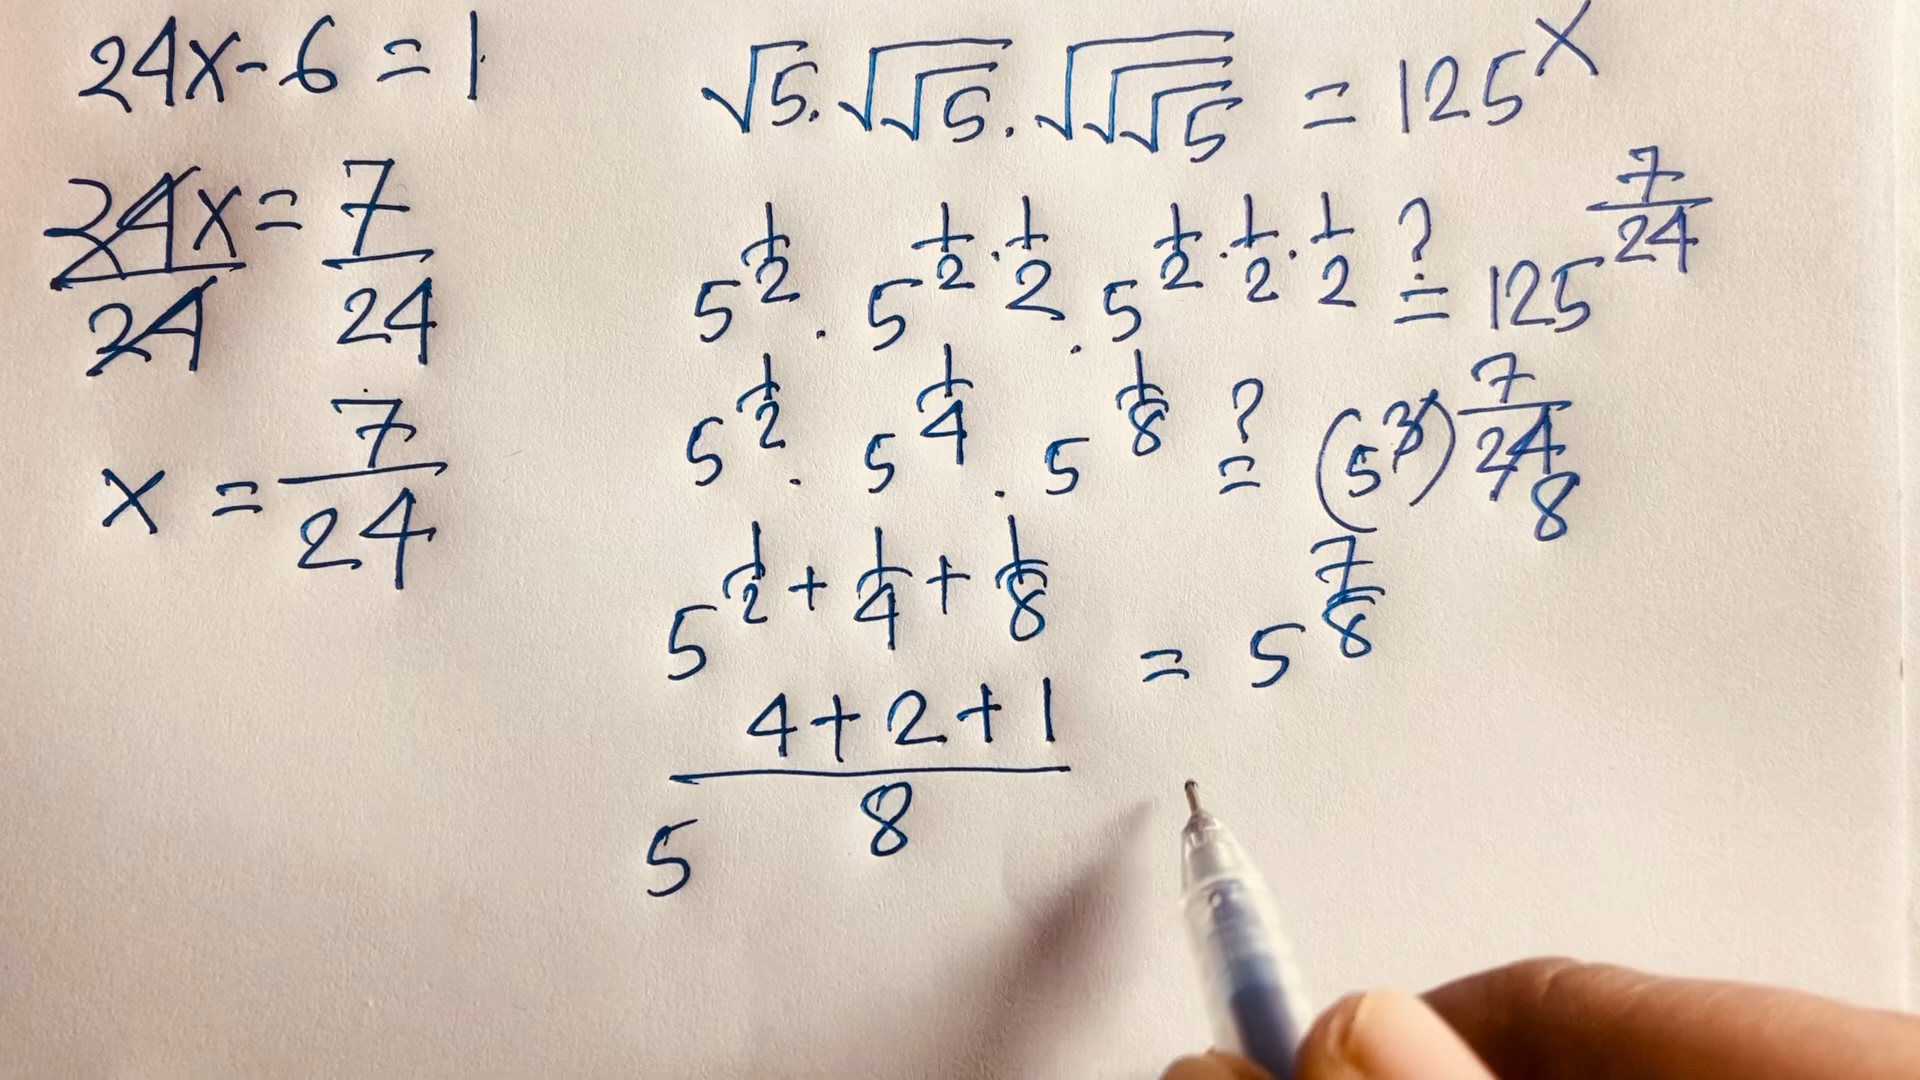 24x - 6 = 1
24x/24 = 7/24
x = 7/24
√5 . √√5 . √√√5 = 125^x
5^(1/2) . 5^(1/2 · 1/2) . 5^(1/2 · 1/2 · 1/2) ≟ 125^(7/24)
5^(1/2) . 5^(1/4) . 5^(1/8) ≟ (5^3)^(7/24) 8
5^(1/2 + 1/4 + 1/8) = 5^(7/8)
5^((4+2+1)/8)